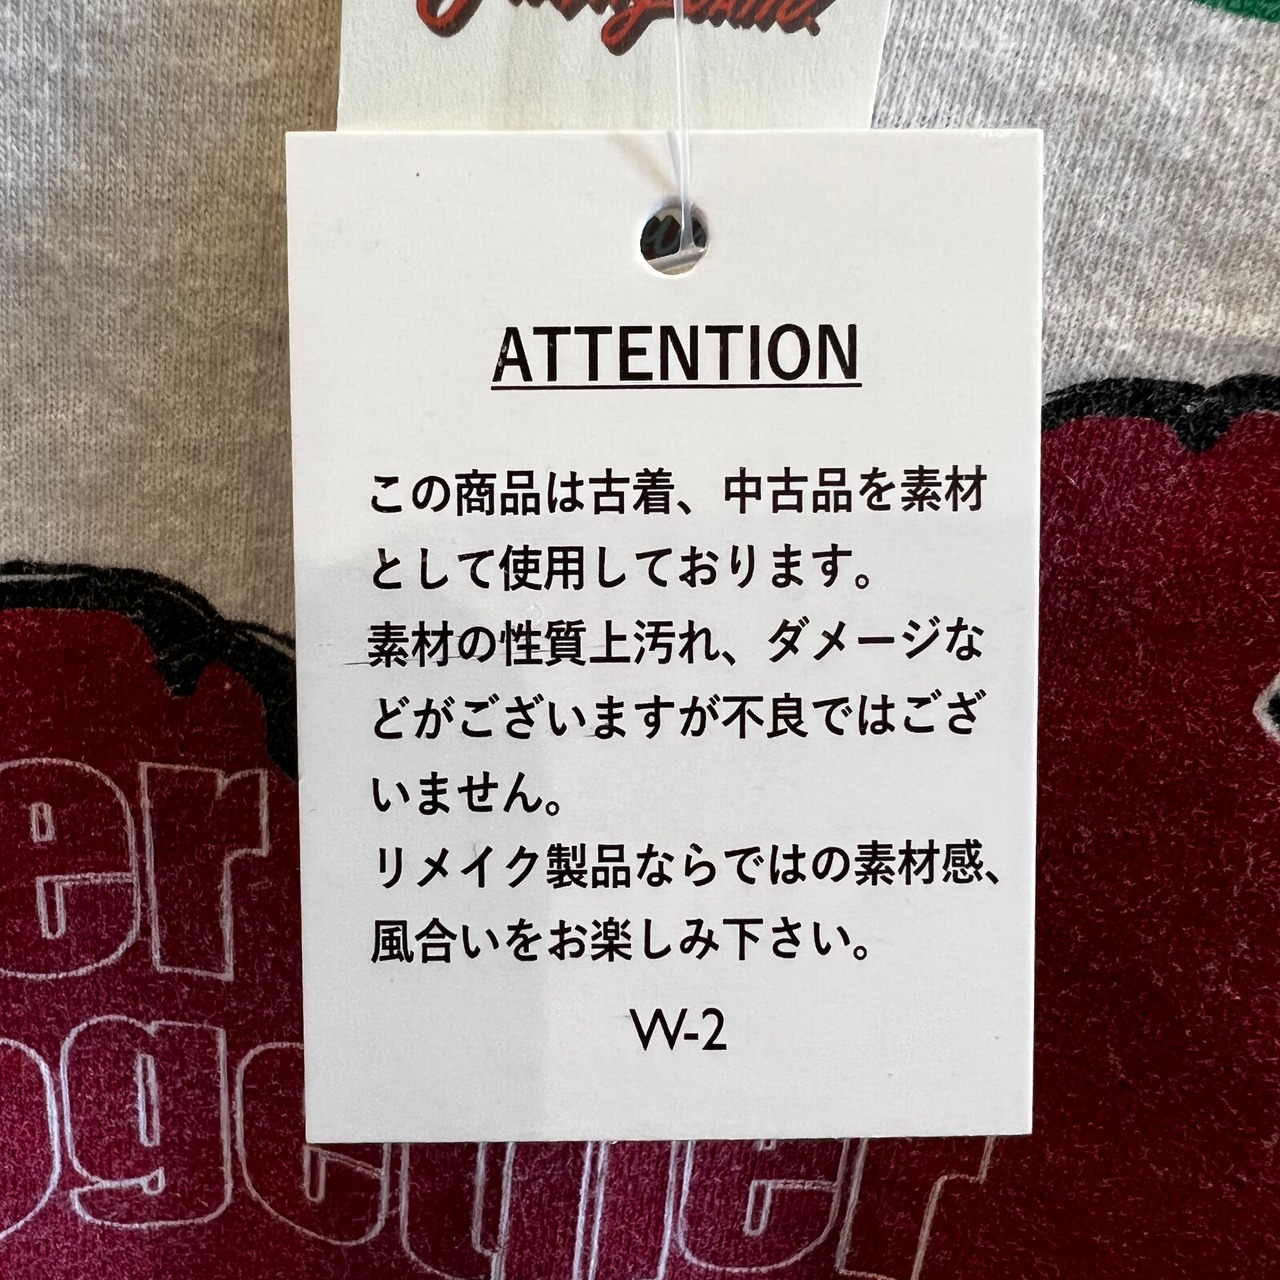 ATTENTION
この商品は古着、中古品を素材
として使用しております。
素材の性質上汚れ、ダメージな
どがございますが不良ではござ
いません。
リメイク製品ならではの素材感、
風合いをお楽しみ下さい。
W-2
er
ogether